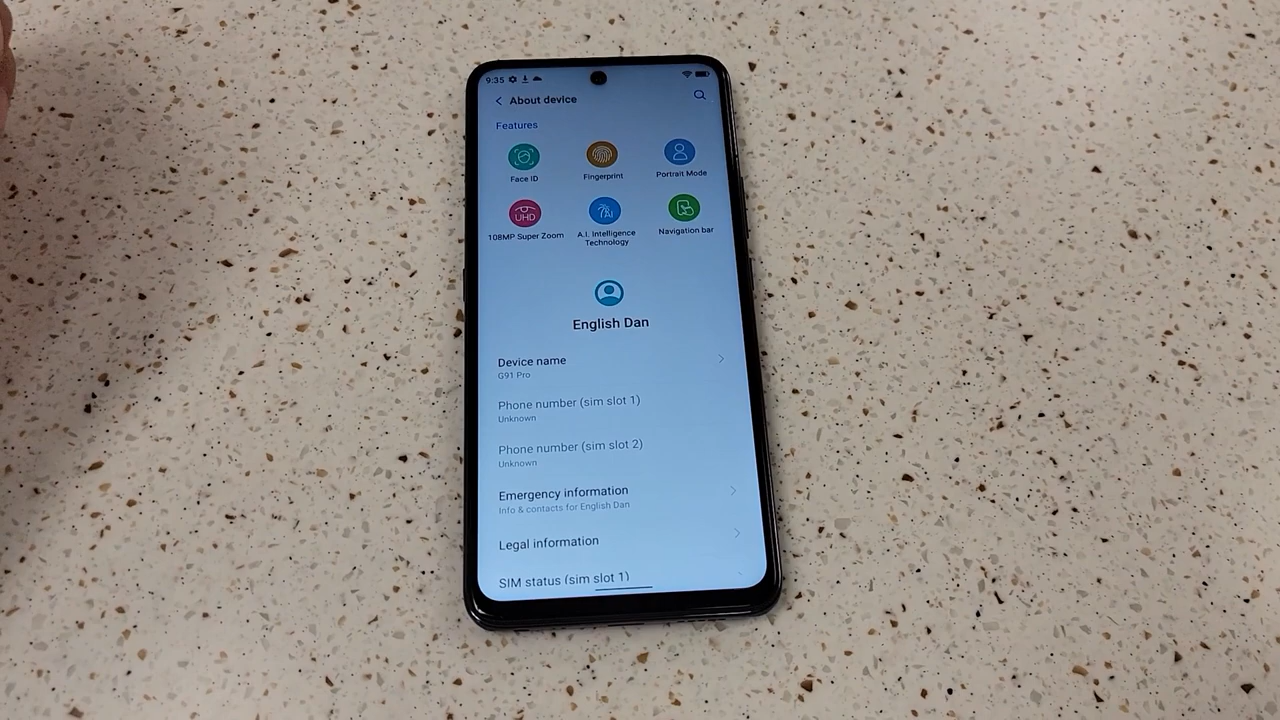 9:35
About device
Features
Face ID
Fingerprint
Portrait Mode
UHD
AI
108MP Super Zoom
A.I. Intelligence
Technology
Navigation bar
English Dan
Device name
G91 Pro
Phone number (sim slot 1)
Unknown
Phone number (sim slot 2)
Unknown
Emergency information
Info & contacts for English Dan
Legal information
SIM status (sim slot 1)